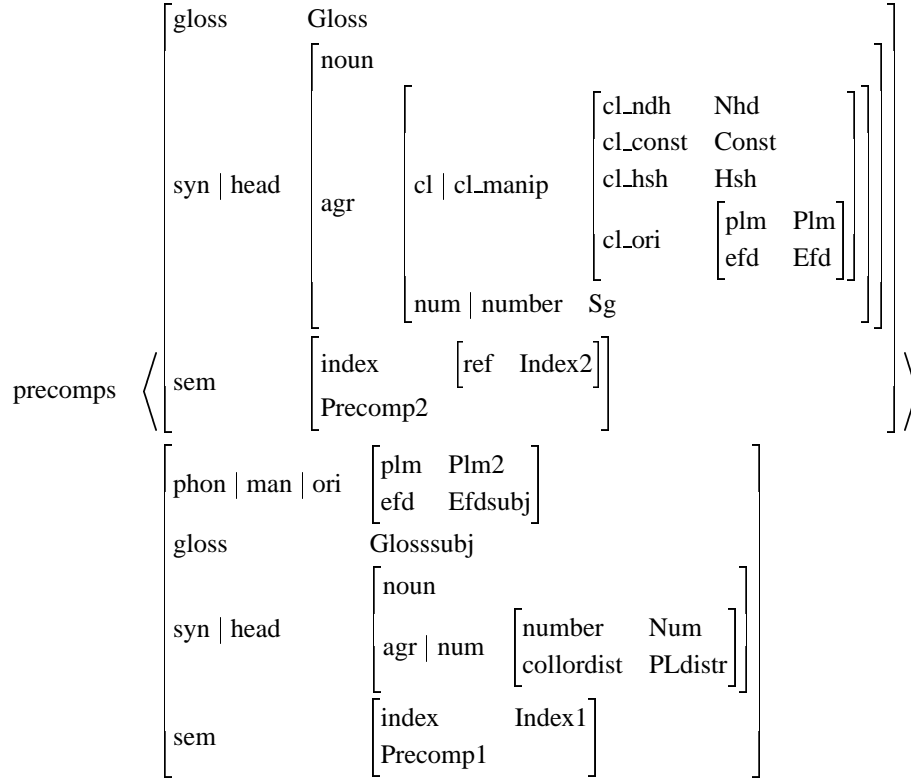 gloss Gloss
noun
cl_ndh Nhd
cl_const Const
cl_hsh Hsh
cl_ori plm Plm
efd Efd
syn | head agr cl | cl_manip
num | number Sg
sem index ref Index2
Precomp2
precomps
phon | man | ori plm Plm2
efd Efdsubj
gloss Glosssubj
noun
syn | head agr | num number Num
collordist PLdistr
sem index Index1
Precomp1